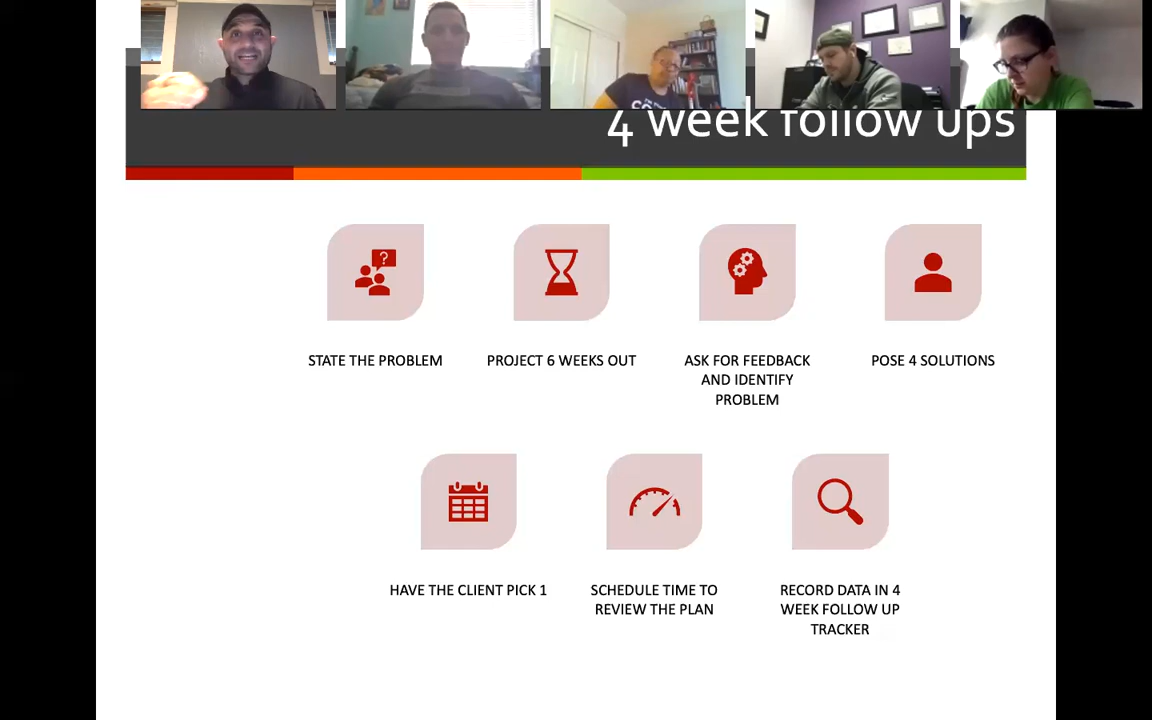 4 week follow ups
?
STATE THE PROBLEM
PROJECT 6 WEEKS OUT
ASK FOR FEEDBACK
AND IDENTIFY
PROBLEM
POSE 4 SOLUTIONS
HAVE THE CLIENT PICK 1
SCHEDULE TIME TO
REVIEW THE PLAN
RECORD DATA IN 4
WEEK FOLLOW UP
TRACKER